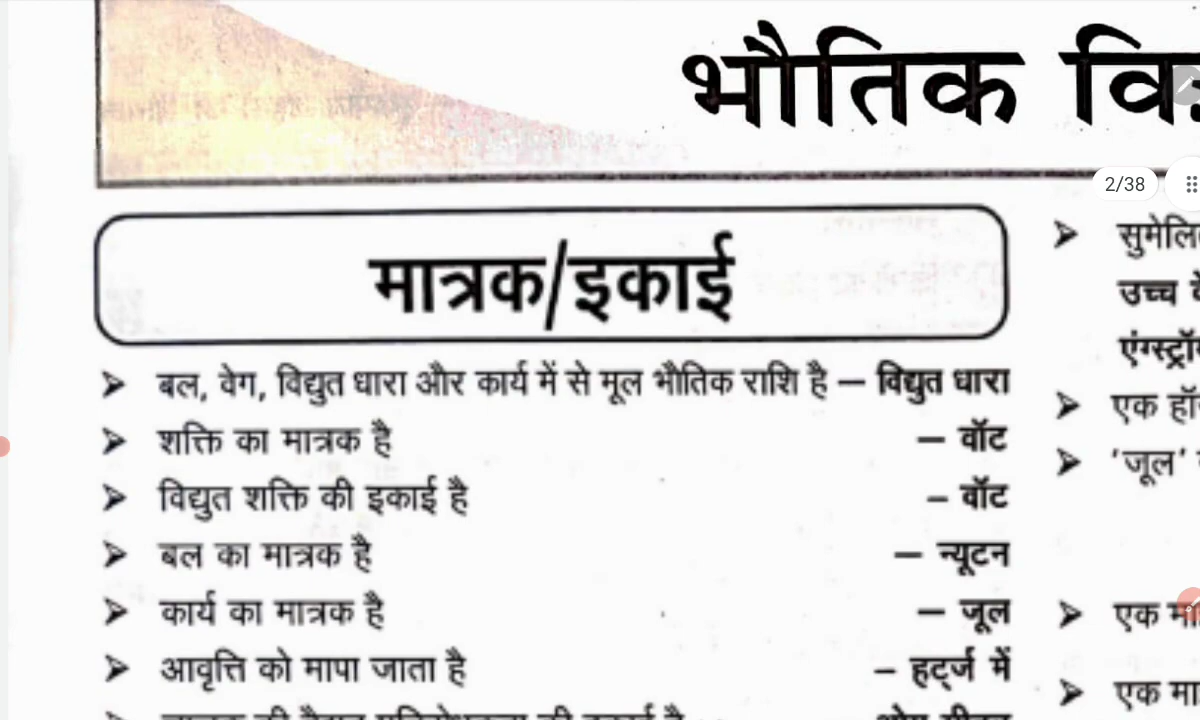 भौतिक
2/38
मात्रक/इकाई
➤ बल, वेग, विद्युत धारा और कार्य में से मूल भौतिक राशि है – विद्युत धारा
➤ शक्ति का मात्रक है – वॉट
➤ विद्युत शक्ति की इकाई है – वॉट
➤ बल का मात्रक है – न्यूटन
➤ कार्य का मात्रक है – जूल
➤ आवृत्ति को मापा जाता है – हर्ट्ज में
➤
उच्च
➤ एक
➤ 'जूल'
➤ एक
➤ एक